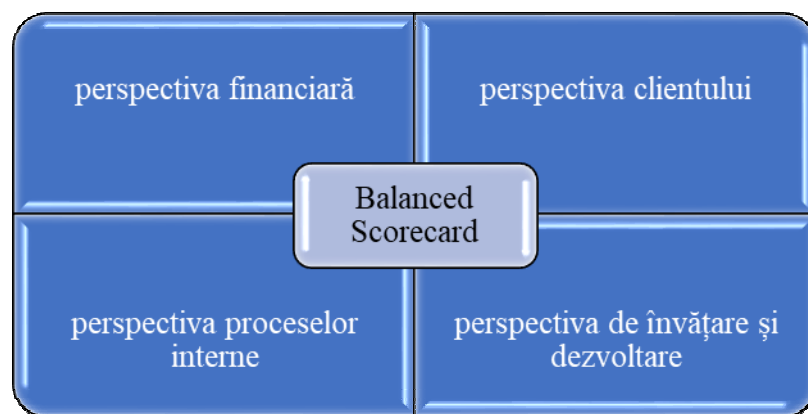 perspectiva financiară
perspectiva clientului
Balanced
Scorecard
perspectiva proceselor
interne
perspectiva de învățare și
dezvoltare